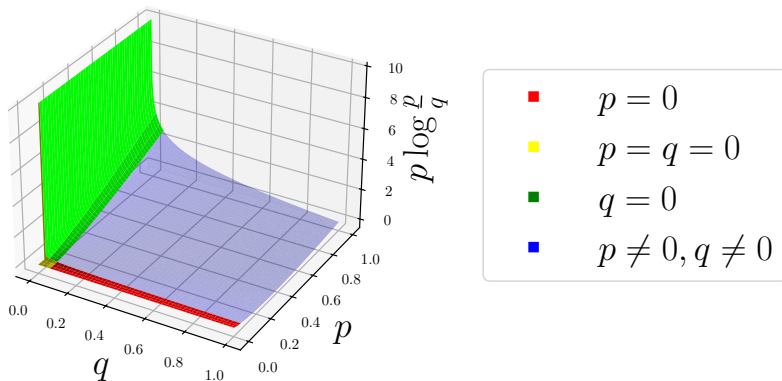 10
8
6
4
2
0
p log p/q
0.0
0.2
0.4
0.6
0.8
1.0
q
0.0
0.2
0.4
0.6
0.8
1.0
p
p = 0
p = q = 0
q = 0
p ≠ 0, q ≠ 0